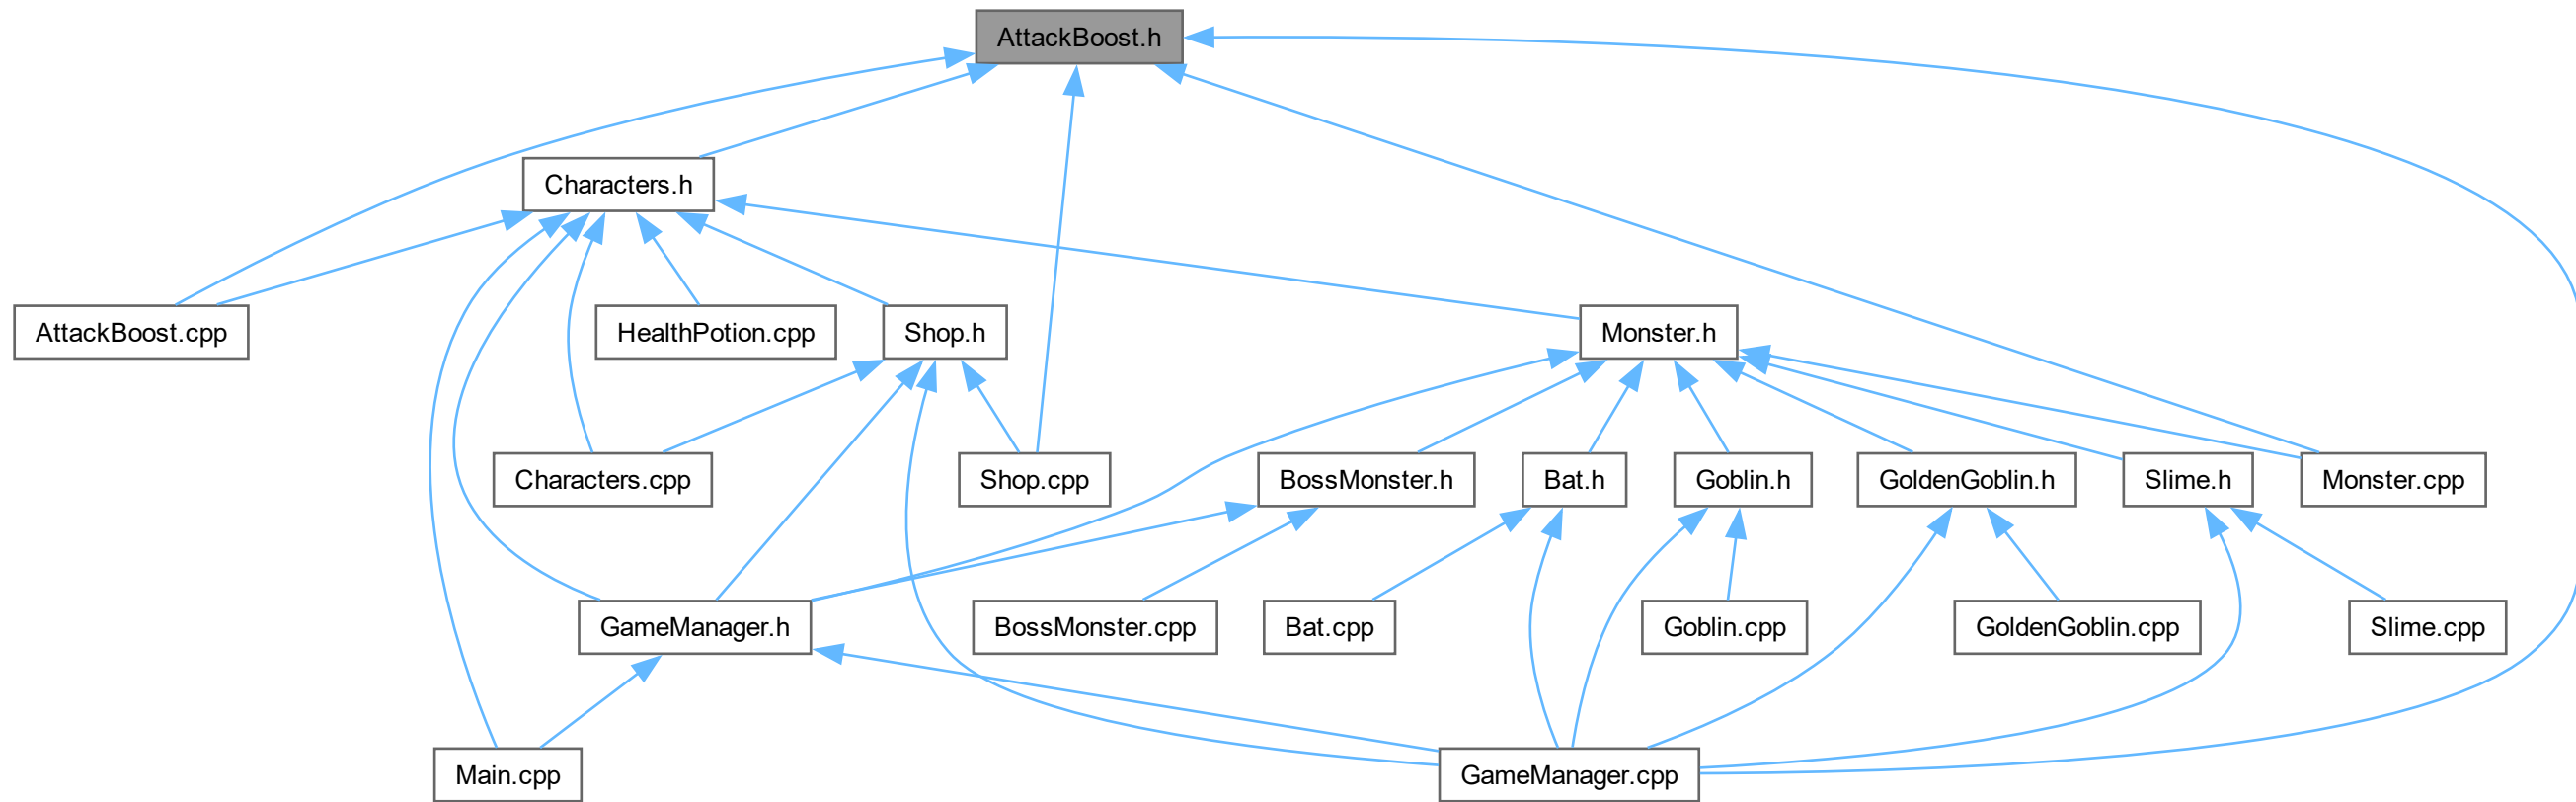 AttackBoost.h
Characters.h
AttackBoost.cpp
HealthPotion.cpp
Shop.h
Monster.h
Characters.cpp
Shop.cpp
BossMonster.h
Bat.h
Goblin.h
GoldenGoblin.h
Slime.h
Monster.cpp
GameManager.h
BossMonster.cpp
Bat.cpp
Goblin.cpp
GoldenGoblin.cpp
Slime.cpp
Main.cpp
GameManager.cpp